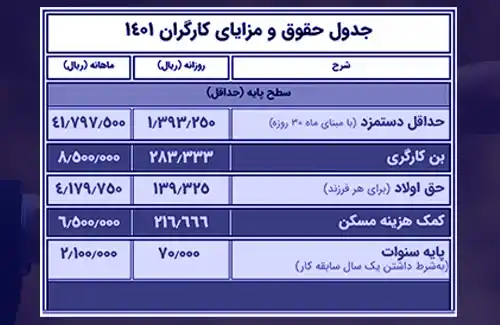 جدول حقوق و مزایای کارگران ۱۴۰۱
شرح روزانه (ریال) ماهانه (ریال)
سطح پایه (حداقل)
حداقل دستمزد (با مبنای ماه ۳۰ روزه) ۱٫۳۹۳٫۲۵۰ ۴۱٫۷۹۷٫۵۰۰
بن کارگری ۲۸۳٫۳۳۳ ۸٫۵۰۰٫۰۰۰
حق اولاد (برای هر فرزند) ۱۳۹٫۳۲۵ ۴٫۱۷۹٫۷۵۰
کمک هزینه مسکن ۲۱۶٫۶۶۶ ۶٫۵۰۰٫۰۰۰
پایه سنوات ۷۰٫۰۰۰ ۲٫۱۰۰٫۰۰۰
(به‌شرط داشتن یک سال سابقه کار)